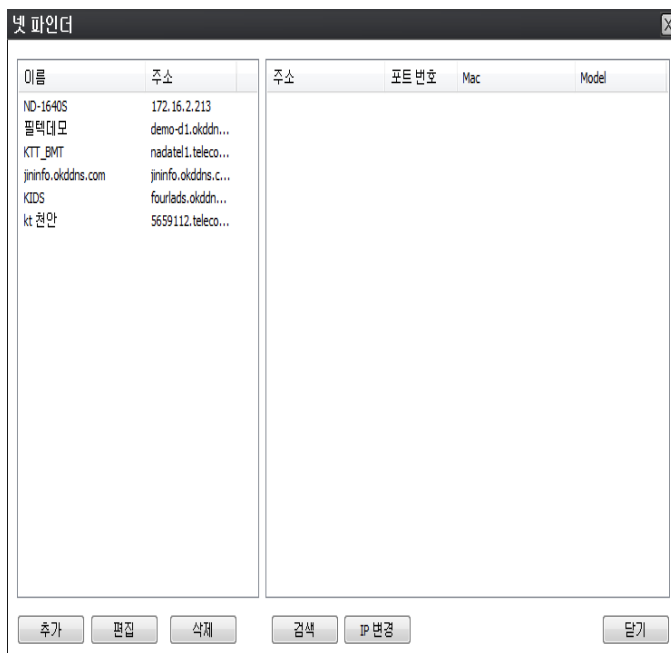 넷 파인더
이름 주소
ND-1640S 172.16.2.213
필텍데모 demo-d1.okddn...
KTT_BMT nadatel1.teleco...
jininfo.okddns.com jininfo.okddns.c...
KIDS fourlads.okddn...
kt 천안 5659112.teleco...
주소 포트 번호 Mac Model
추가 편집 삭제 검색 IP 변경 닫기